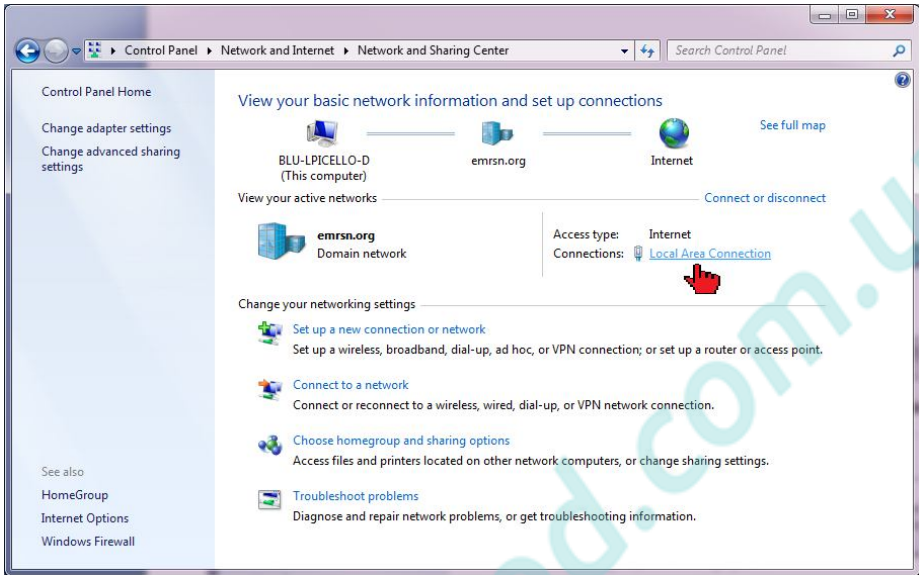 Control Panel ▸ Network and Internet ▸ Network and Sharing Center
Search Control Panel
Control Panel Home
Change adapter settings
Change advanced sharing
settings
View your basic network information and set up connections
See full map
BLU-LPICELLO-D
(This computer)
emrsn.org
Internet
View your active networks
Connect or disconnect
emrsn.org
Domain network
Access type: Internet
Connections: Local Area Connection
Change your networking settings
Set up a new connection or network
Set up a wireless, broadband, dial-up, ad hoc, or VPN connection; or set up a router or access point.
Connect to a network
Connect or reconnect to a wireless, wired, dial-up, or VPN network connection.
Choose homegroup and sharing options
Access files and printers located on other network computers, or change sharing settings.
Troubleshoot problems
Diagnose and repair network problems, or get troubleshooting information.
See also
HomeGroup
Internet Options
Windows Firewall